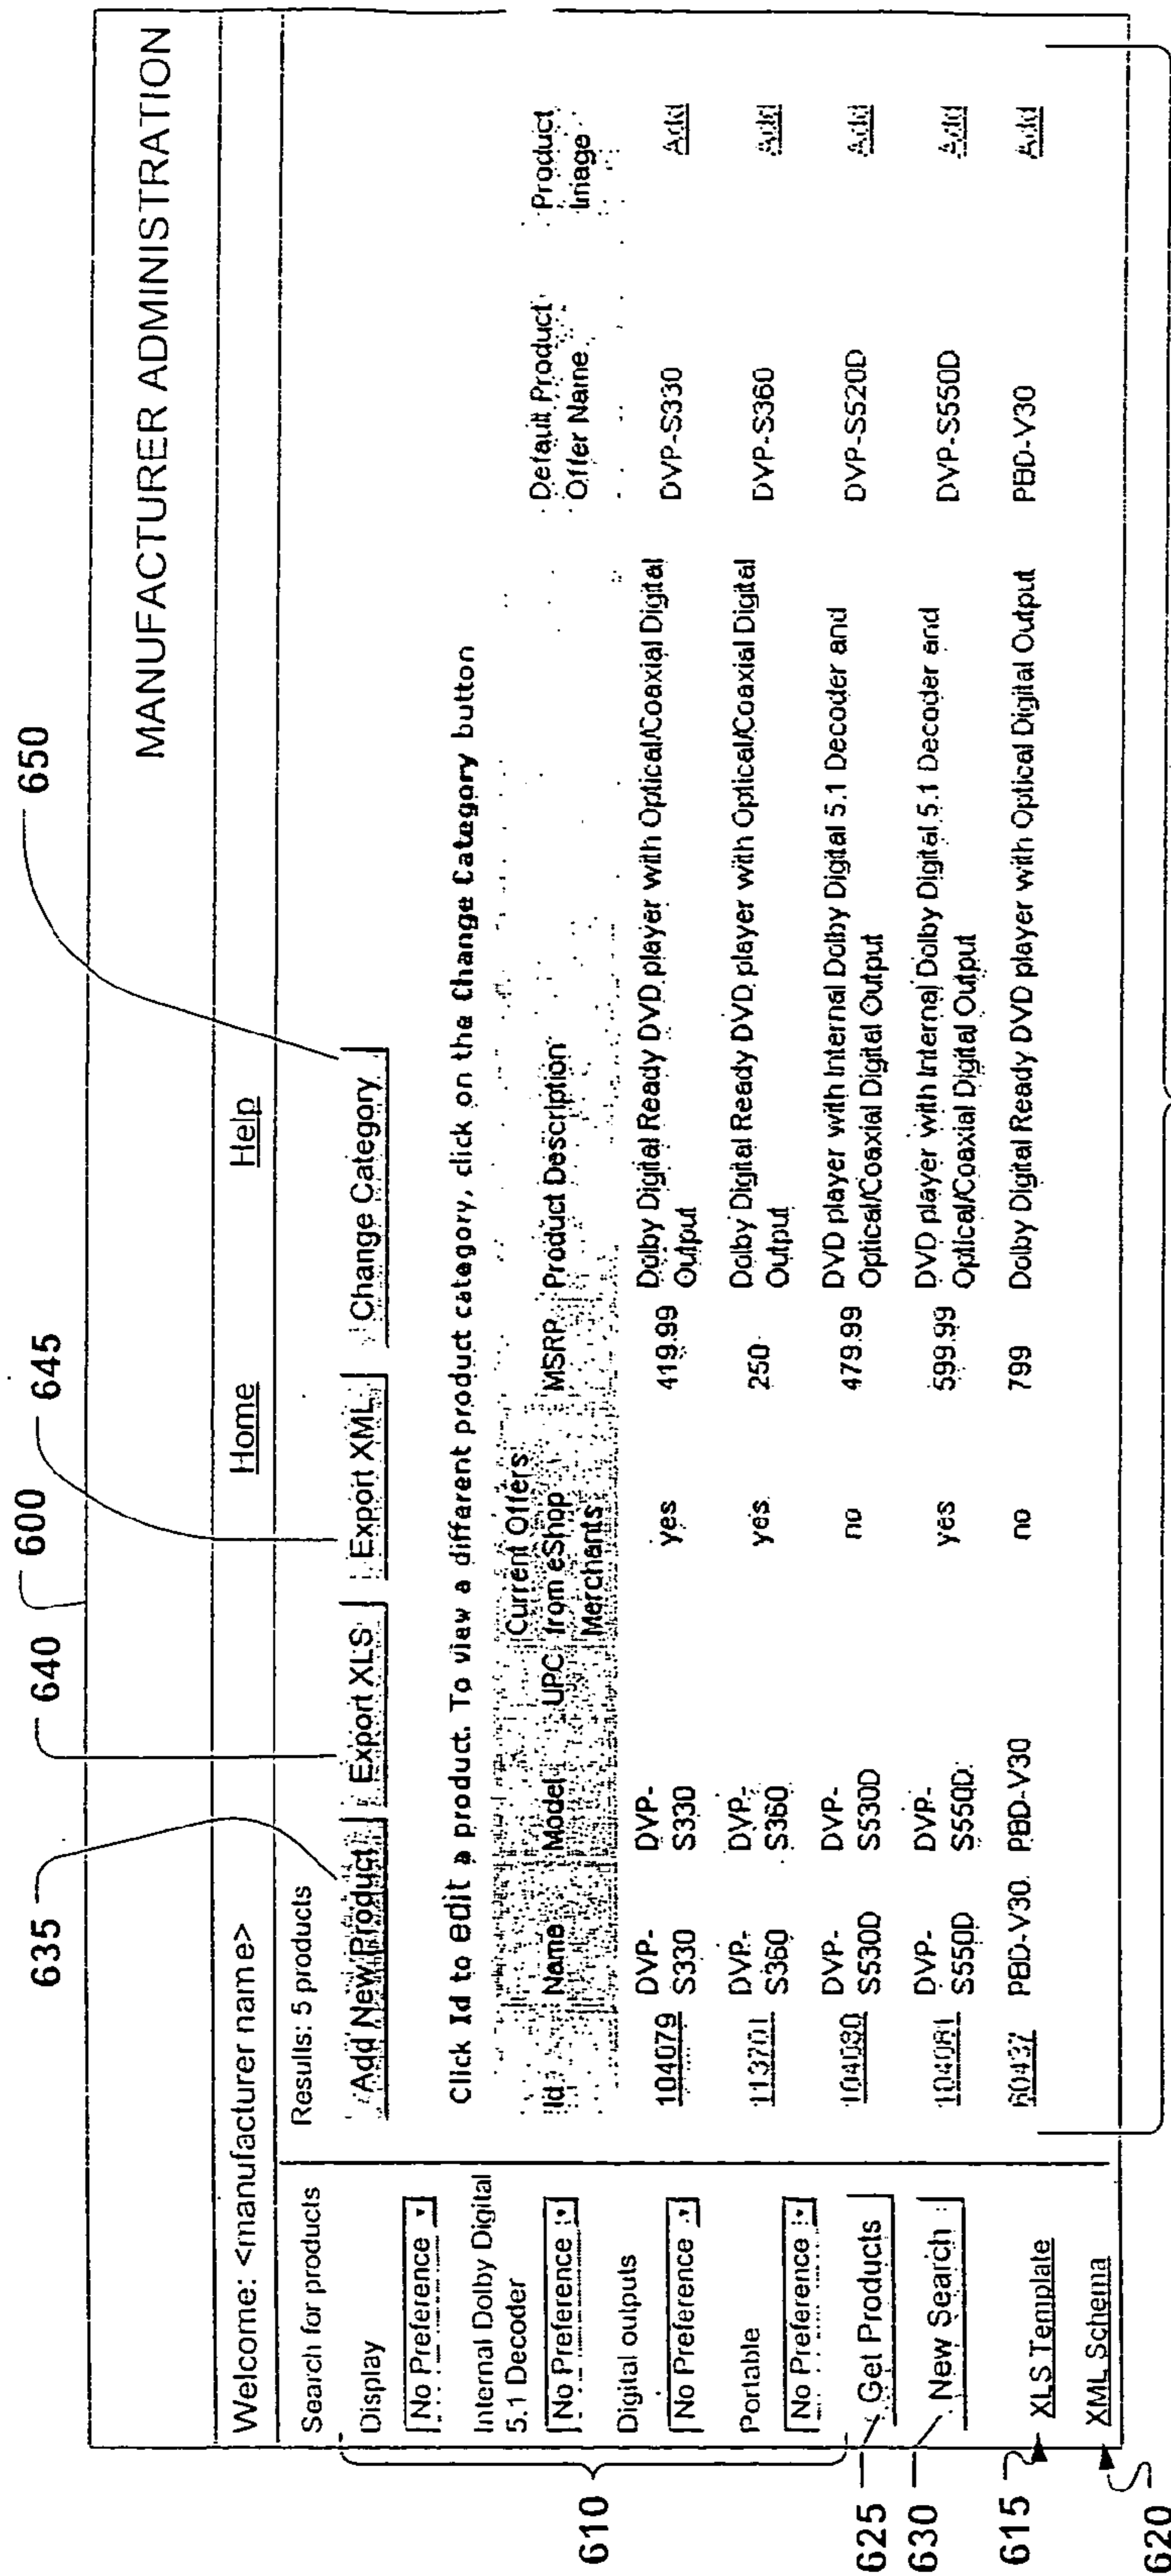 635
640
600
645
650
MANUFACTURER ADMINISTRATION
Welcome: <manufacturer name>
Home
Help
Search for products
Display
No Preference
Internal Dolby Digital
5.1 Decoder
No Preference
Digital outputs
No Preference
Portable
No Preference
Get Products
New Search
XLS Template
XML Schema
610
625
630
615
620
Results: 5 products
Add New Product
Export XLS
Export XML
Change Category
Click Id to edit a product. To view a different product category, click on the Change Category button
Id Name Model UPC Current Offers from eShop Merchants MSRP Product Description Default Product Offer Name Product Image
104079 DVP-S330 DVP-S330 yes 419.99 Dolby Digital Ready DVD player with Optical/Coaxial Digital Output DVP-S330 Add
113701 DVP-S360 DVP-S360 yes 250 Dolby Digital Ready DVD player with Optical/Coaxial Digital Output DVP-S360 Add
104080 DVP-S530D DVP-S530D no 479.99 DVD player with Internal Dolby Digital 5.1 Decoder and Optical/Coaxial Digital Output DVP-S520D Add
104081 DVP-S550D DVP-S550D yes 599.99 DVD player with Internal Dolby Digital 5.1 Decoder and Optical/Coaxial Digital Output DVP-S550D Add
60437 PBD-V30 PBD-V30 no 799 Dolby Digital Ready DVD player with Optical Digital Output PBD-V30 Add